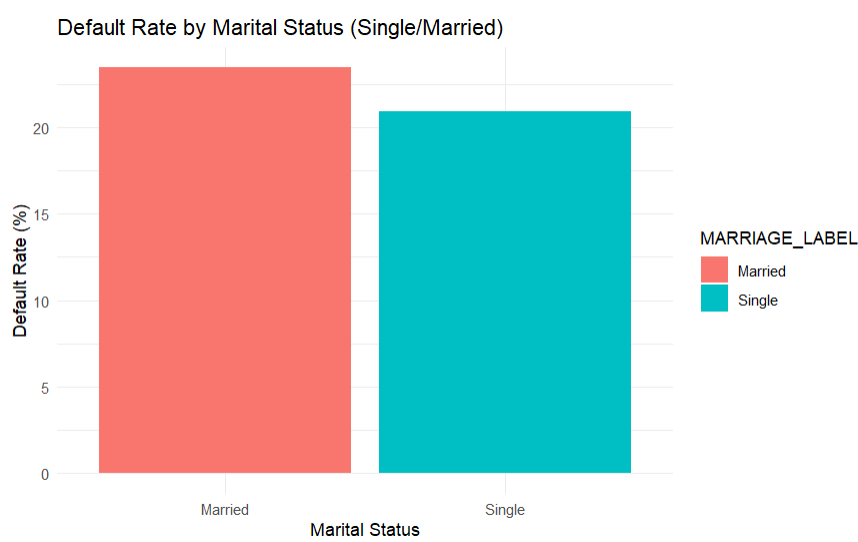 Default Rate by Marital Status (Single/Married)
Default Rate (%)
20
15
10
5
0
Married
Single
Marital Status
MARRIAGE_LABEL
Married
Single